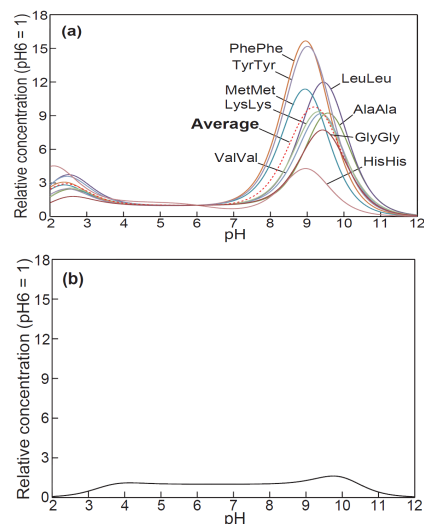 (a)
Relative concentration (pH6 = 1)
18
15
12
9
6
3
0
PhePhe
TyrTyr
MetMet
LysLys
Average
ValVal
LeuLeu
AlaAla
GlyGly
HisHis
2 3 4 5 6 7 8 9 10 11 12
pH
(b)
Relative concentration (pH6 = 1)
18
15
12
9
6
3
0
2 3 4 5 6 7 8 9 10 11 12
pH